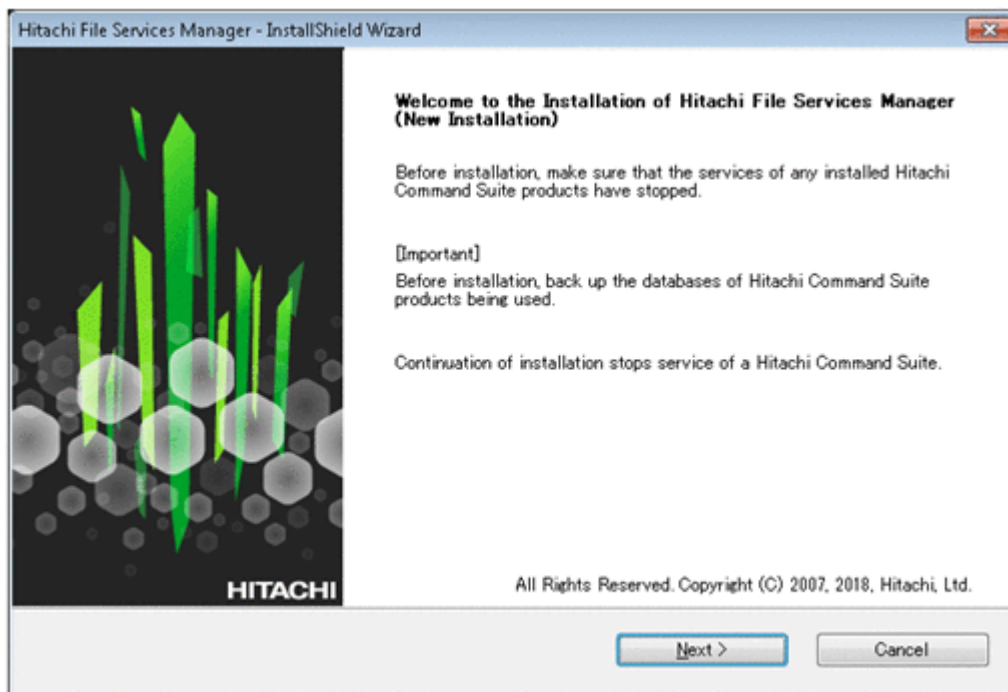 Hitachi File Services Manager - InstallShield Wizard
Welcome to the Installation of Hitachi File Services Manager
(New Installation)
Before installation, make sure that the services of any installed Hitachi
Command Suite products have stopped.
[Important]
Before installation, back up the databases of Hitachi Command Suite
products being used.
Continuation of installation stops service of a Hitachi Command Suite.
HITACHI
All Rights Reserved. Copyright (C) 2007, 2018, Hitachi, Ltd.
Next >
Cancel